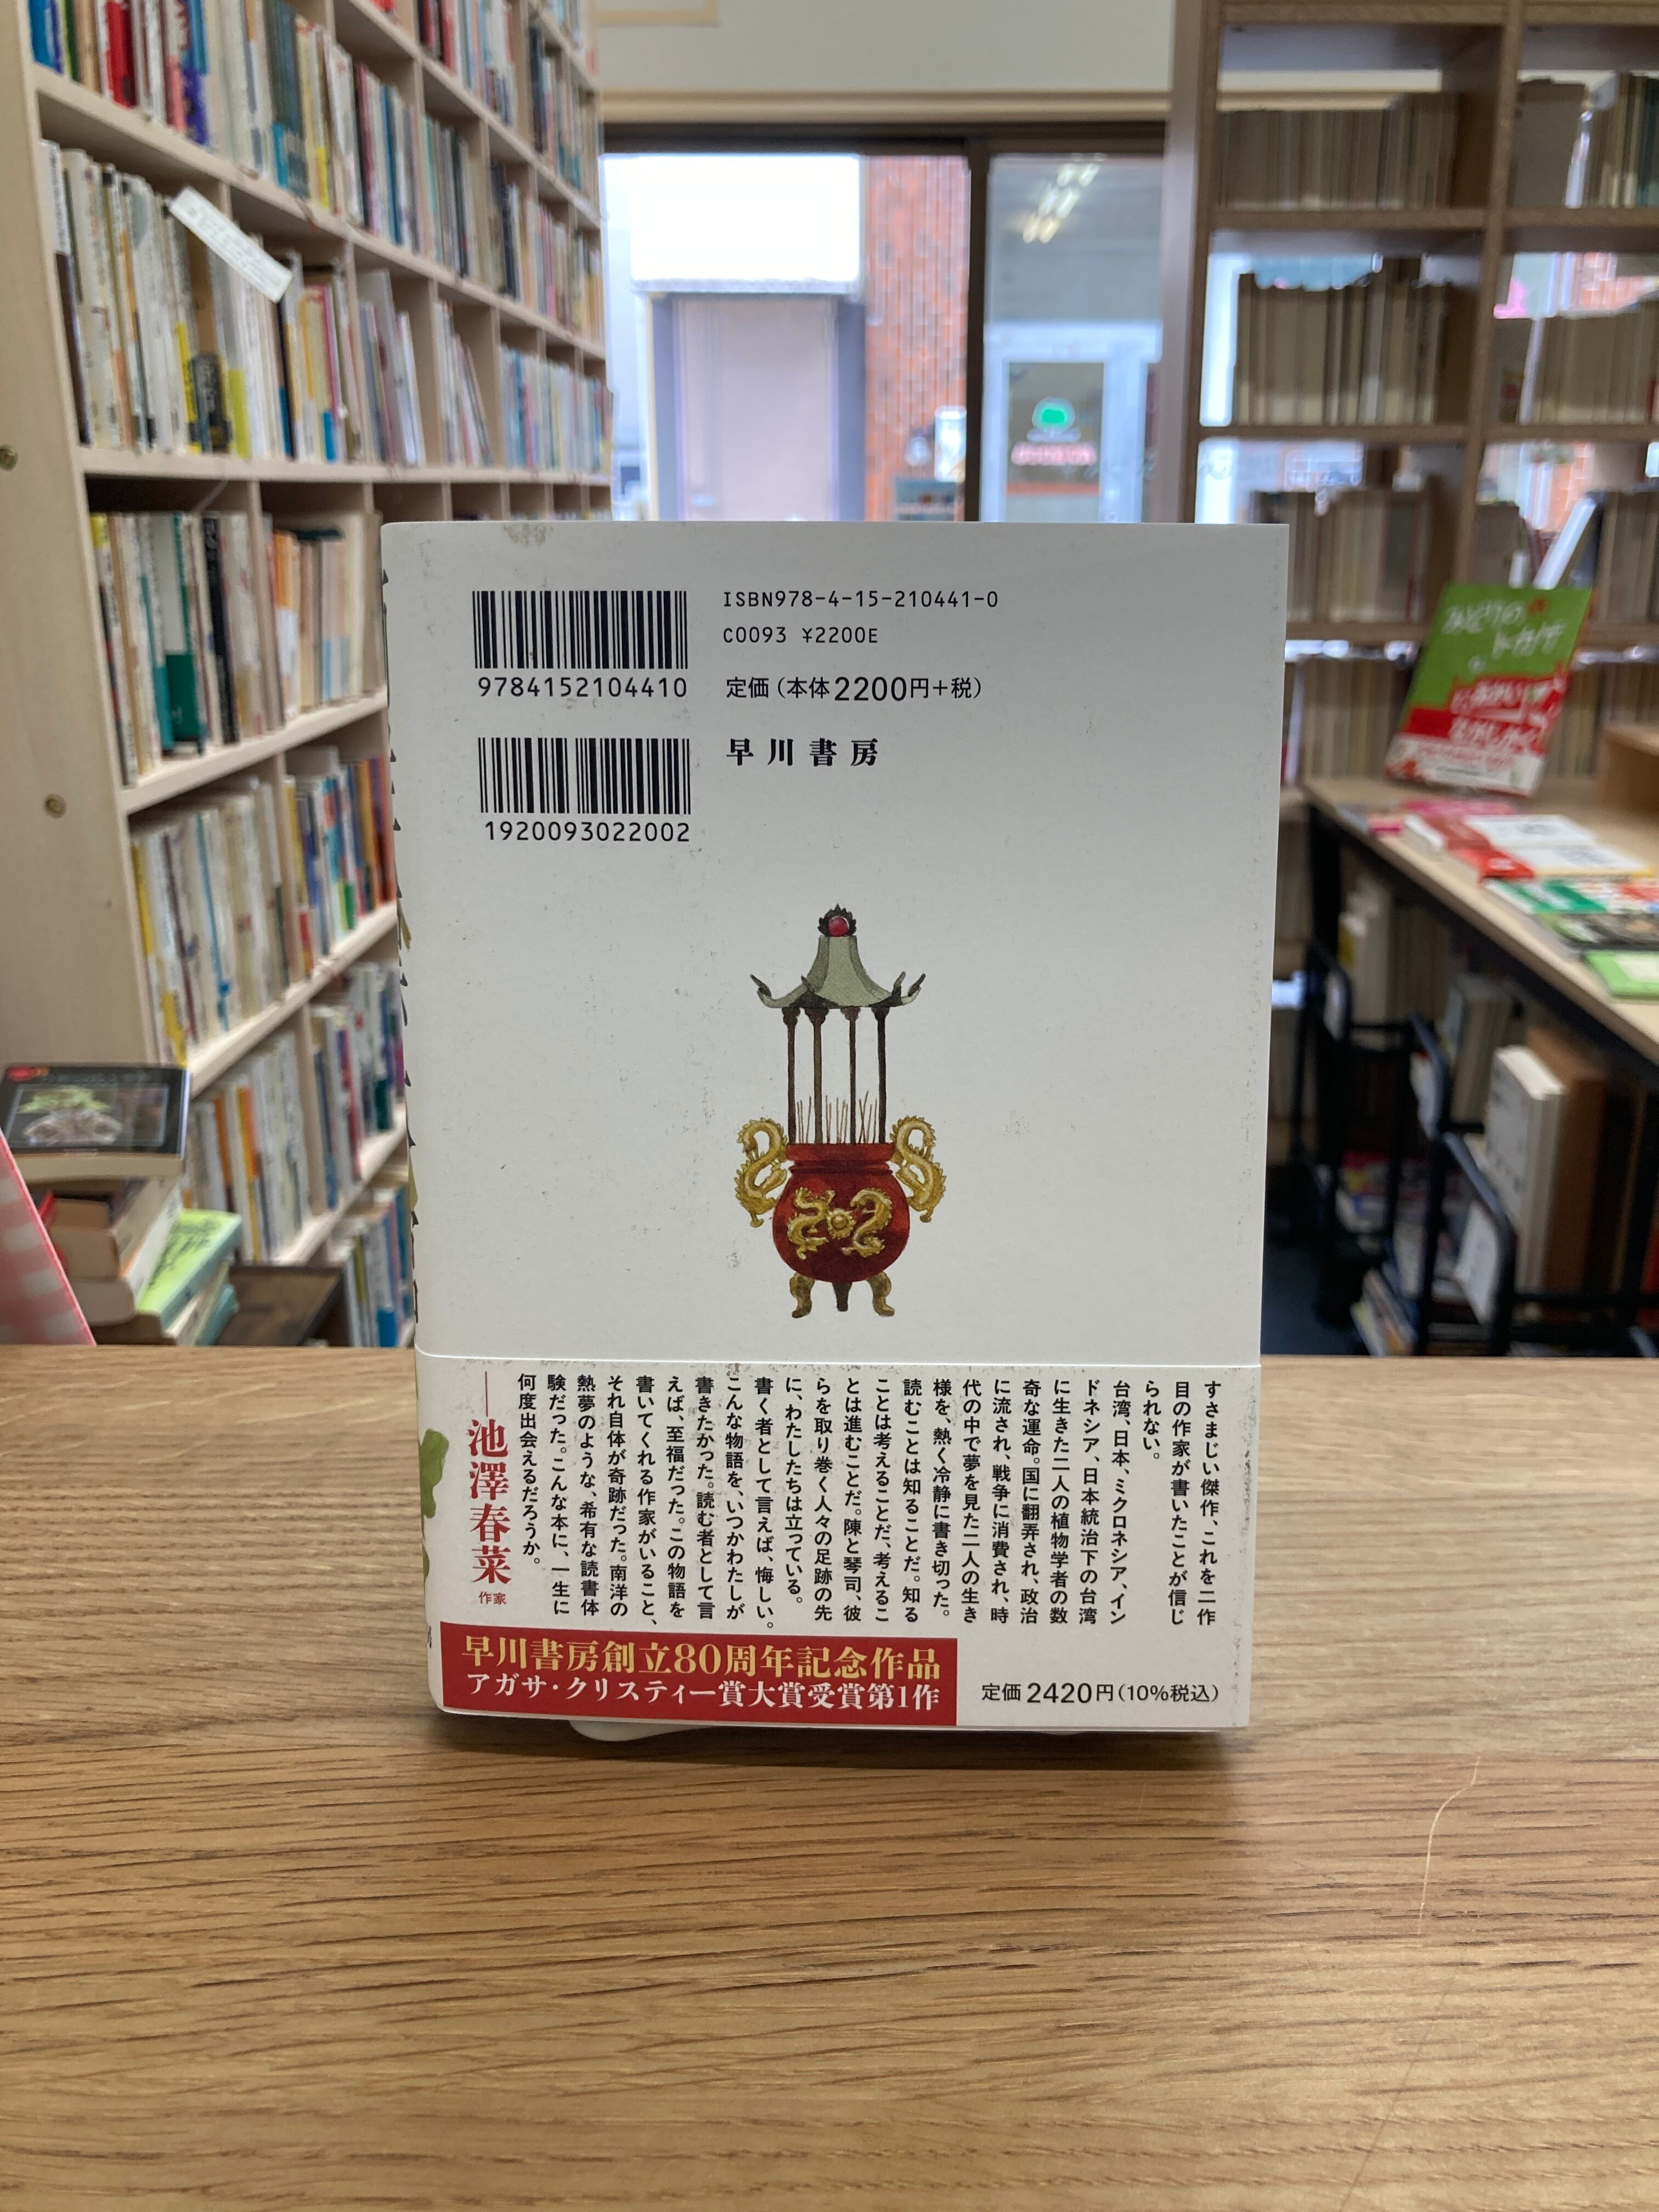 ISBN978-4-15-210441-0
C0093 ¥2200E
9784152104410
定価（本体2200円＋税）
早川書房
1920093022002
すさまじい傑作、これを二作
目の作家が書いたことが信じ
られない。
台湾、日本、ミクロネシア、イン
ドネシア、日本統治下の台湾
に生きた二人の植物学者の数
奇な運命。国に翻弄され、政治
に流され、戦争に消費され、時
代の中で夢を見た二人の生き
様を、熱く冷静に書き切った。
読むことは知ることだ。知る
ことは考えることだ、考えるこ
とは進むことだ。陳と琴司、彼
らを取り巻く人々の足跡の先
に、わたしたちは立っている。
書く者として言えば、悔しい。
こんな物語を、いつかわたしが
書きたかった。読む者として言
えば、至福だった。この物語を
書いてくれる作家がいること、
それ自体が奇跡だった。南洋の
熱夢のような、希有な読書体
験だった。こんな本に、一生に
何度出会えるだろうか。
──池澤春菜 作家
早川書房創立80周年記念作品
アガサ・クリスティー賞大賞受賞第1作
定価2420円（10%税込）
みどりの
トカゲ